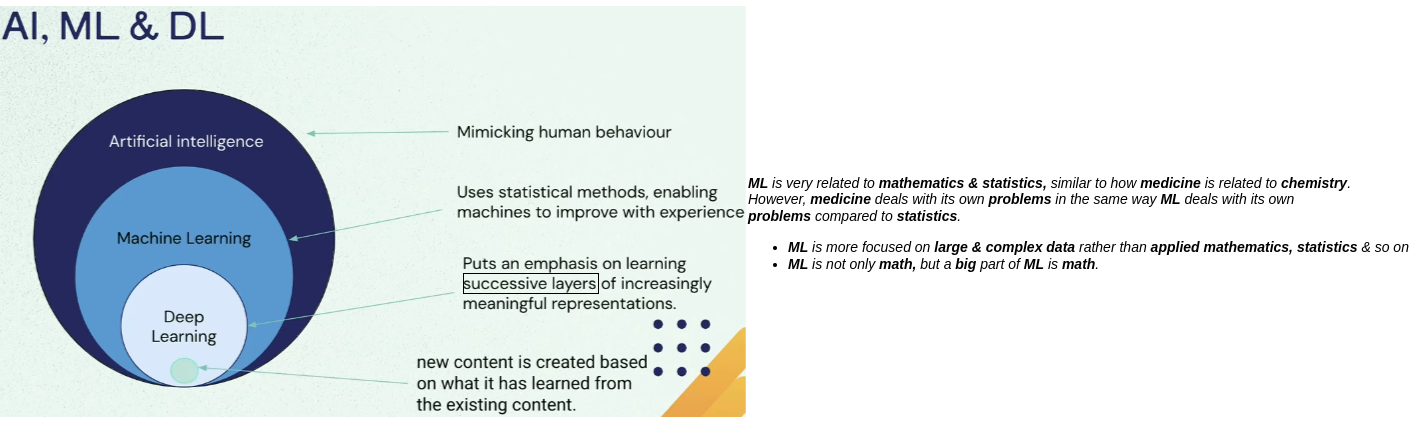 AI, ML & DL
Artificial intelligence
Mimicking human behaviour
Uses statistical methods, enabling
machines to improve with experience
Machine Learning
Puts an emphasis on learning
successive layers of increasingly
meaningful representations.
Deep
Learning
new content is created based
on what it has learned from
the existing content.
ML is very related to mathematics & statistics, similar to how medicine is related to chemistry.
However, medicine deals with its own problems in the same way ML deals with its own
problems compared to statistics.
• ML is more focused on large & complex data rather than applied mathematics, statistics & so on
• ML is not only math, but a big part of ML is math.